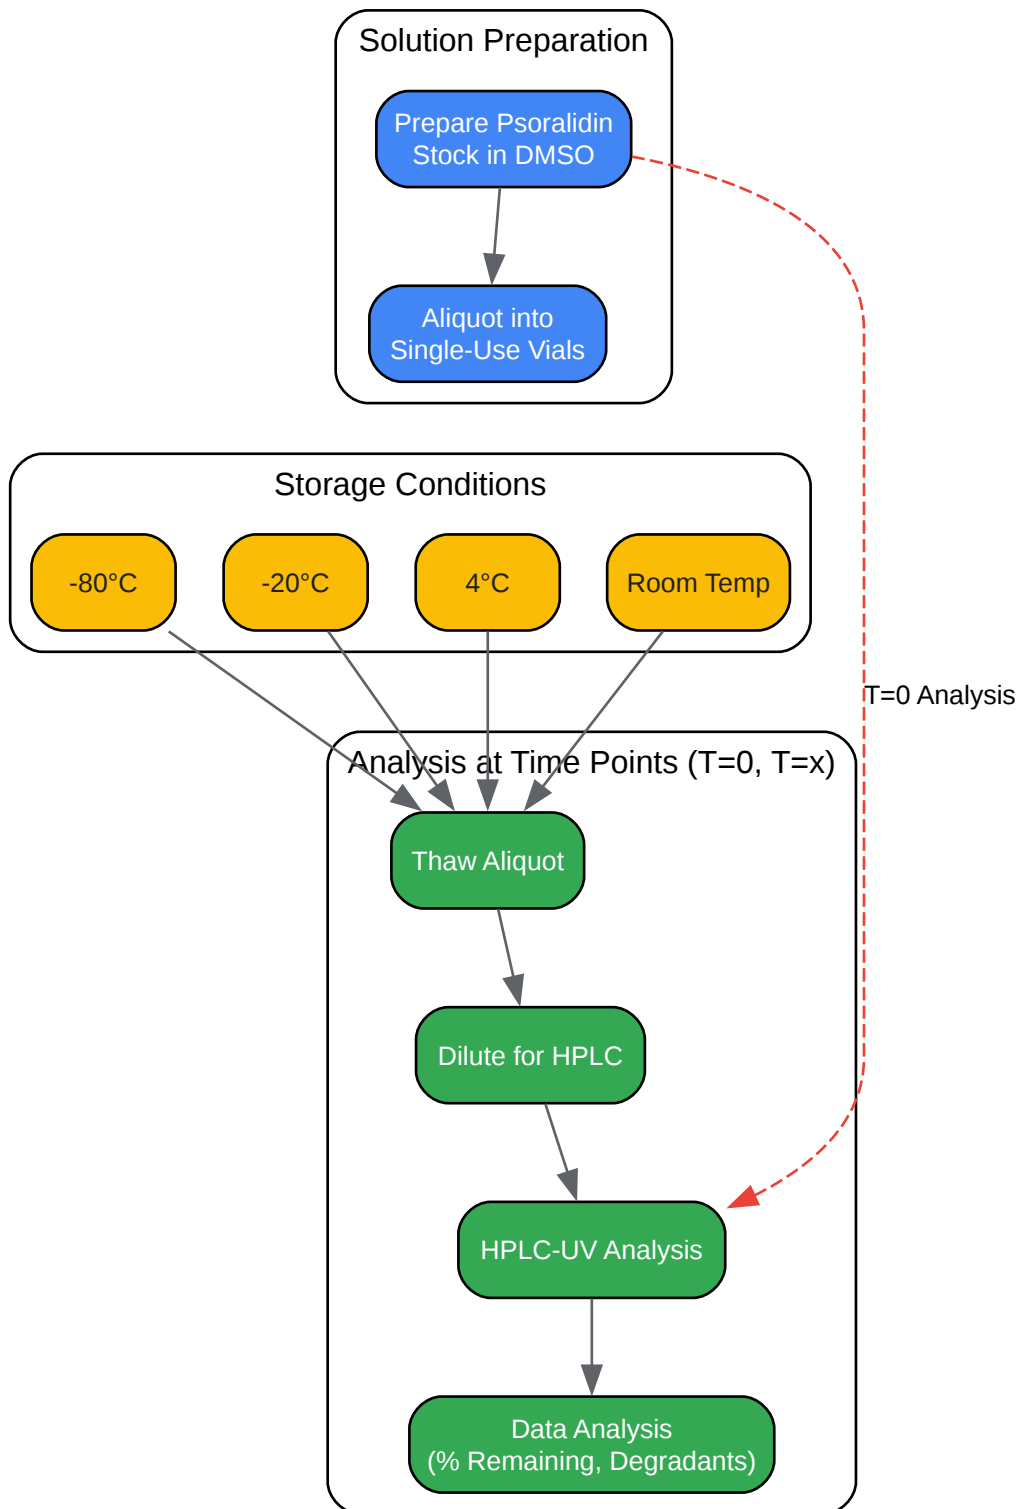 Solution Preparation
Prepare Psoralidin
Stock in DMSO
Aliquot into
Single-Use Vials
Storage Conditions
-80°C
-20°C
4°C
Room Temp
T=0 Analysis
Analysis at Time Points (T=0, T=x)
Thaw Aliquot
Dilute for HPLC
HPLC-UV Analysis
Data Analysis
(% Remaining, Degradants)